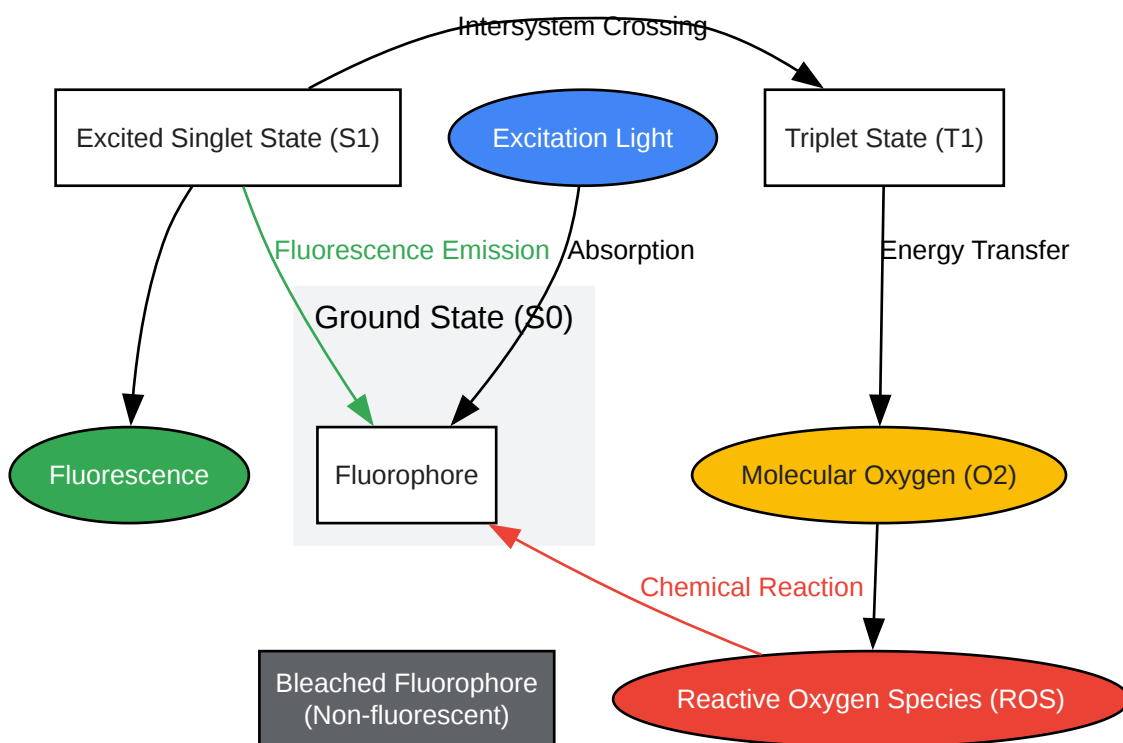 Intersystem Crossing
Excited Singlet State (S1)
Excitation Light
Triplet State (T1)
Fluorescence Emission
Absorption
Energy Transfer
Ground State (S0)
Fluorescence
Fluorophore
Molecular Oxygen (O2)
Chemical Reaction
Bleached Fluorophore
(Non-fluorescent)
Reactive Oxygen Species (ROS)